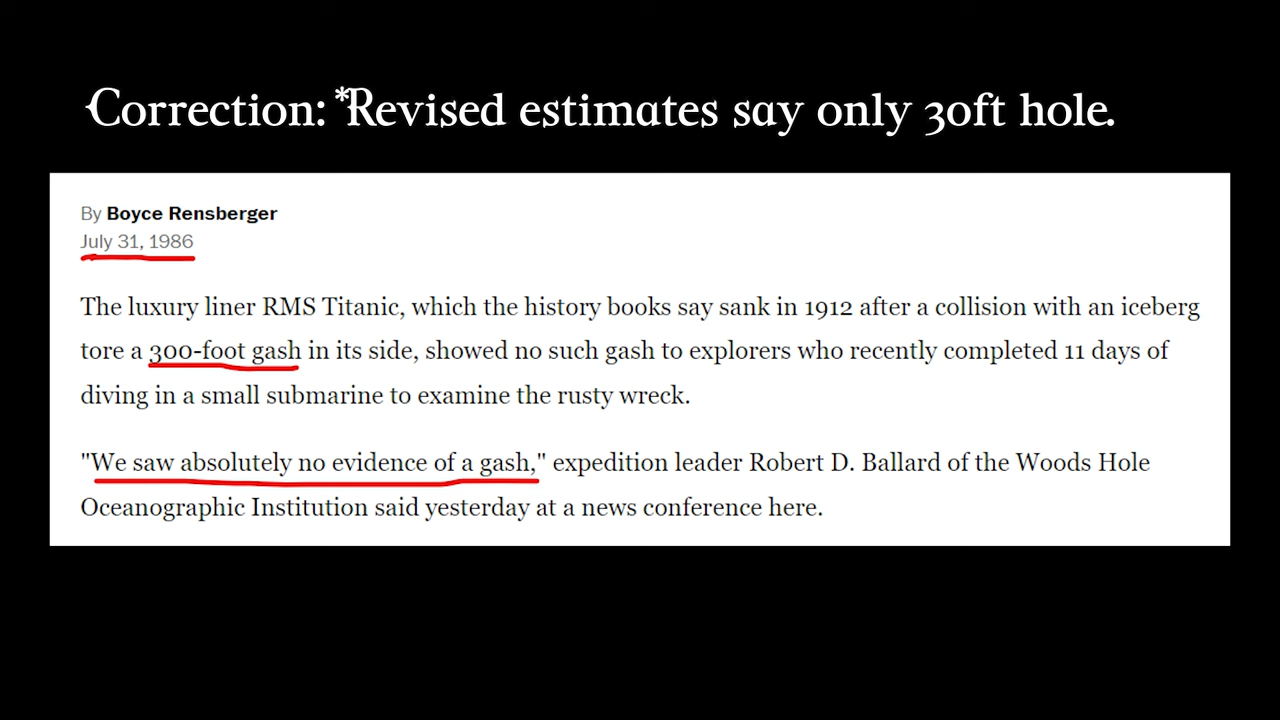 Correction: *Revised estimates say only 30ft hole.
By Boyce Rensberger
July 31, 1986
The luxury liner RMS Titanic, which the history books say sank in 1912 after a collision with an iceberg
tore a 300-foot gash in its side, showed no such gash to explorers who recently completed 11 days of
diving in a small submarine to examine the rusty wreck.
"We saw absolutely no evidence of a gash," expedition leader Robert D. Ballard of the Woods Hole
Oceanographic Institution said yesterday at a news conference here.